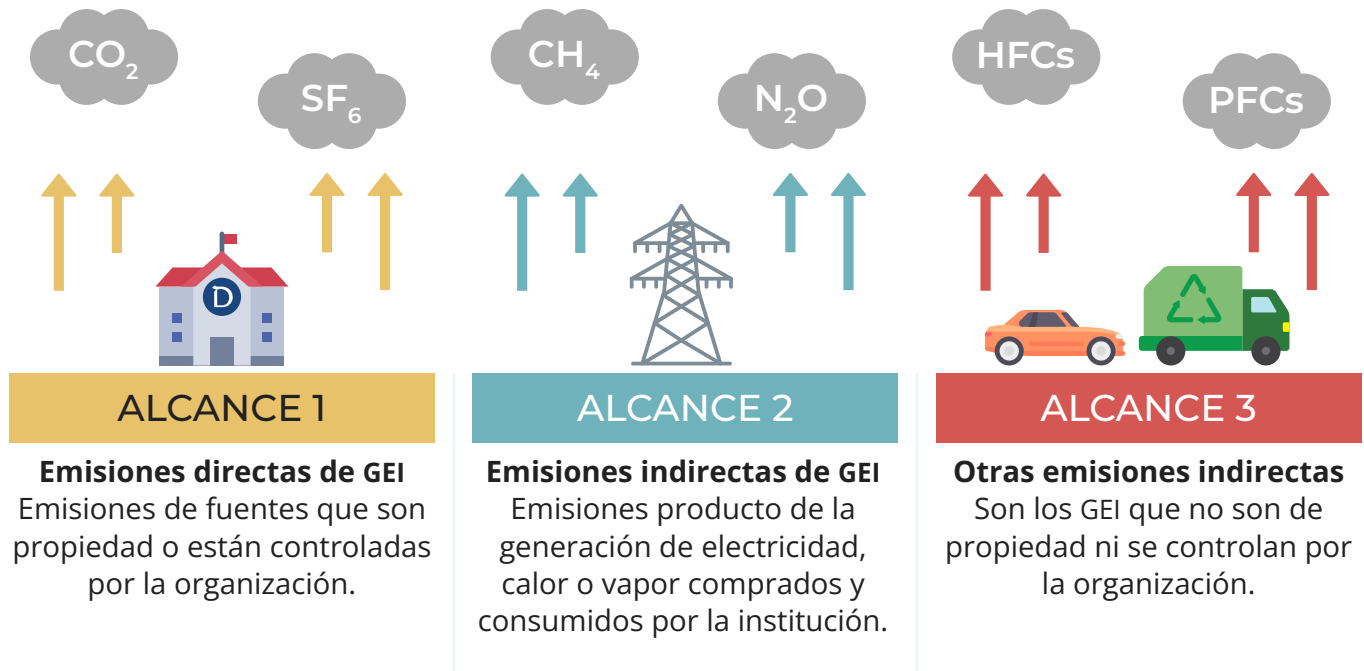 CO₂
SF₆
CH₄
N₂O
HFCs
PFCs
D
ALCANCE 1
Emisiones directas de GEI
Emisiones de fuentes que son
propiedad o están controladas
por la organización.
ALCANCE 2
Emisiones indirectas de GEI
Emisiones producto de la
generación de electricidad,
calor o vapor comprados y
consumidos por la institución.
ALCANCE 3
Otras emisiones indirectas
Son los GEI que no son de
propiedad ni se controlan por
la organización.